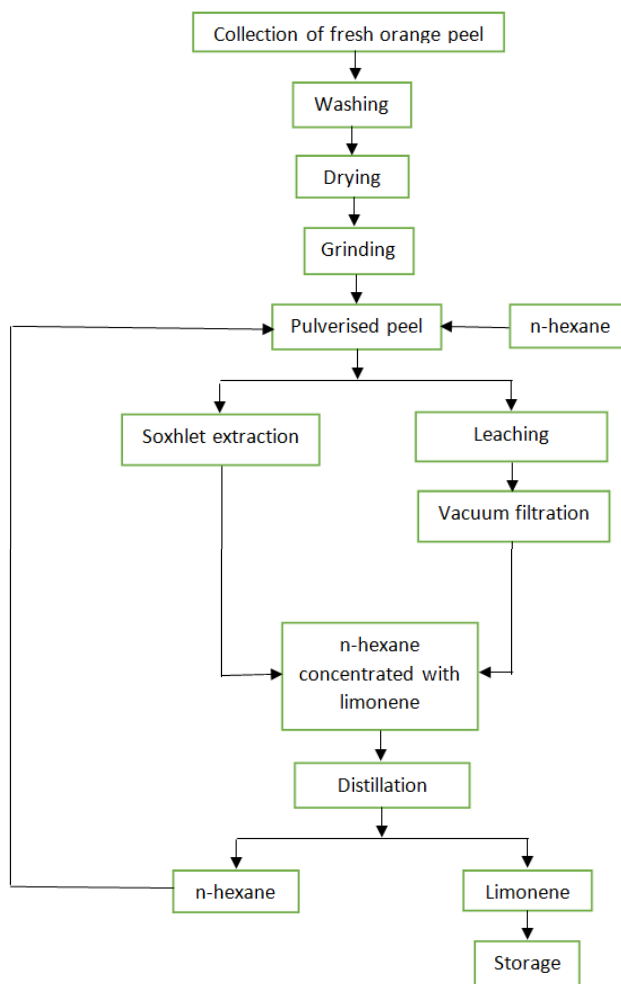 Collection of fresh orange peel
Washing
Drying
Grinding
Pulverised peel
n-hexane
Soxhlet extraction
Leaching
Vacuum filtration
n-hexane
concentrated with
limonene
Distillation
n-hexane
Limonene
Storage